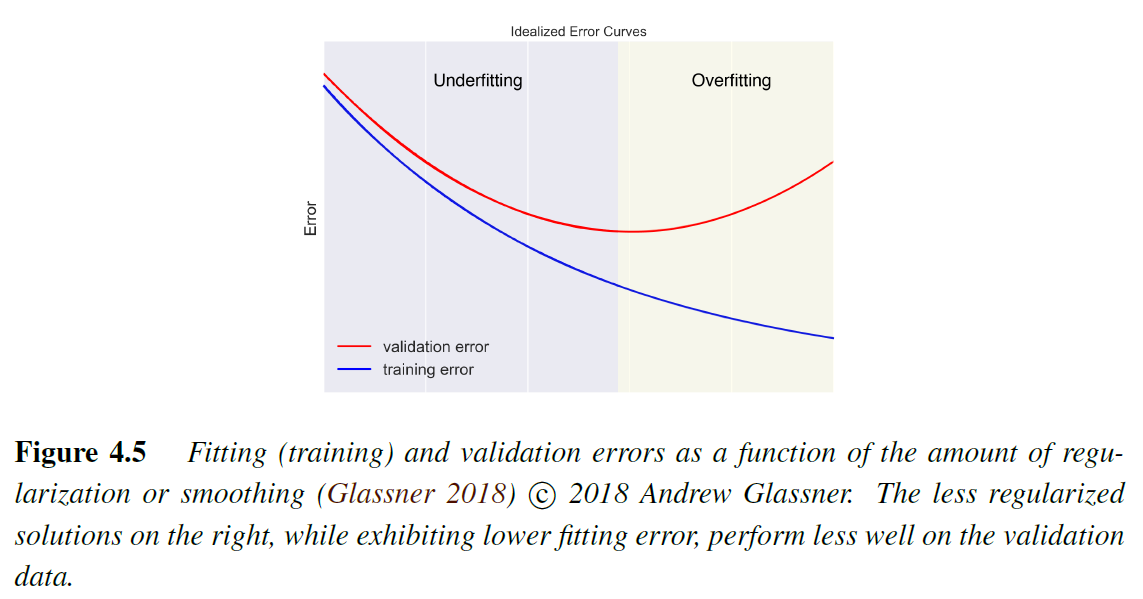 Idealized Error Curves
Underfitting
Overfitting
Error
validation error
training error
Figure 4.5 Fitting (training) and validation errors as a function of the amount of regu-
larization or smoothing (Glassner 2018) © 2018 Andrew Glassner. The less regularized
solutions on the right, while exhibiting lower fitting error, perform less well on the validation
data.